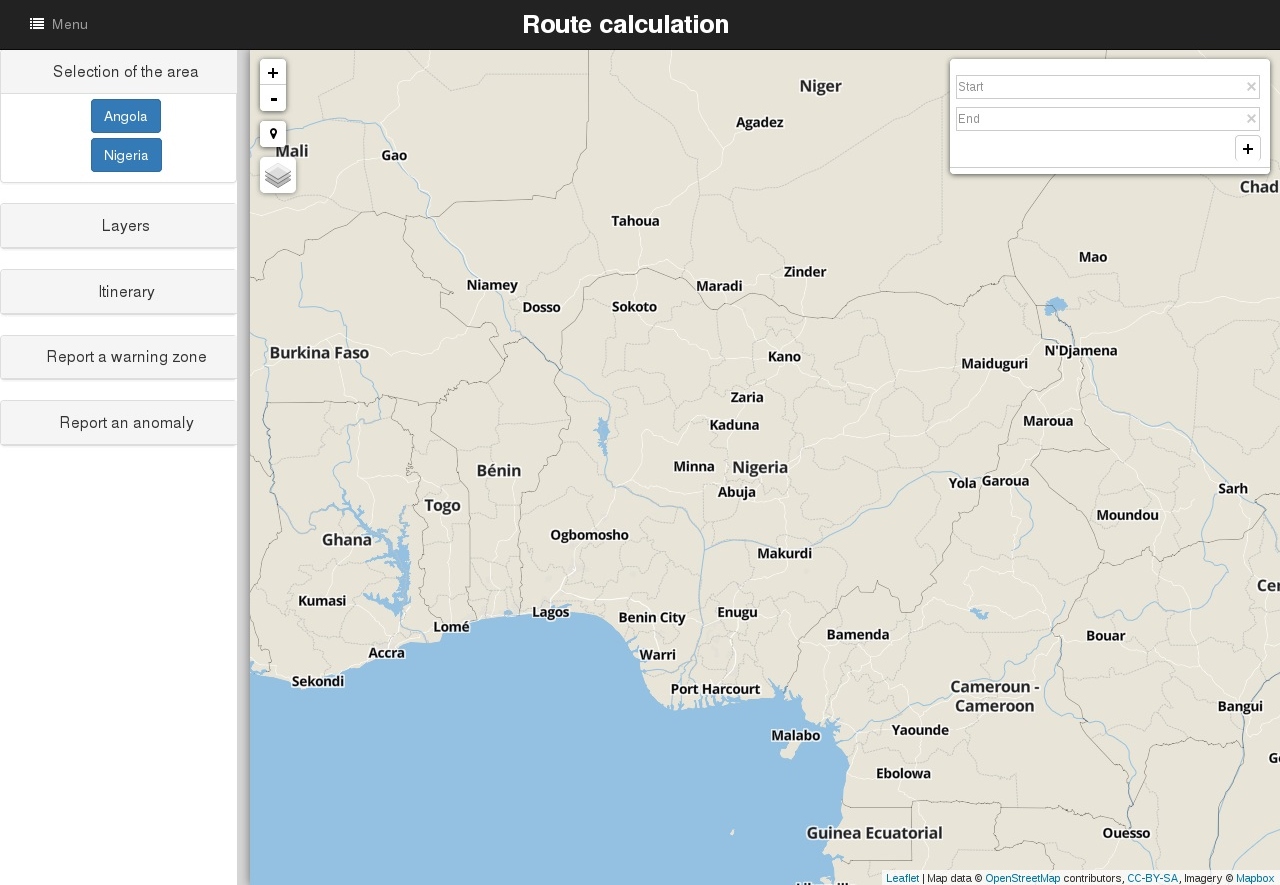 Menu
Route calculation
Selection of the area
Angola
Nigeria
Layers
Itinerary
Report a warning zone
Report an anomaly
+
-
Start ×
End ×
+
Niger
Agadez
Mali
Gao
Chad
Tahoua
Mao
Zinder
Niamey
Maradi
Dosso
Sokoto
Burkina Faso
Kano
N'Djamena
Maiduguri
Zaria
Kaduna
Maroua
Bénin
Minna
Nigeria
Yola
Garoua
Abuja
Sarh
Togo
Moundou
Ghana
Ogbomosho
Makurdi
Cer
Kumasi
Lagos
Benin City
Enugu
Lomé
Bamenda
Bouar
Accra
Warri
Sekondi
Port Harcourt
Cameroun -
Cameroon
Bangui
Malabo
Yaounde
Ebolowa
Guinea Ecuatorial
Ouesso
Leaflet | Map data © OpenStreetMap contributors, CC-BY-SA, Imagery © Mapbox